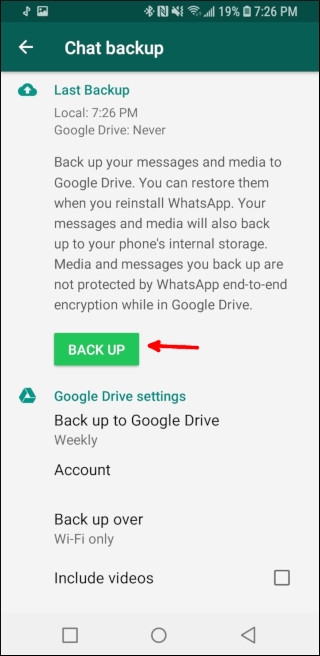 19% 7:26 PM
Chat backup
Last Backup
Local: 7:26 PM
Google Drive: Never
Back up your messages and media to
Google Drive. You can restore them
when you reinstall WhatsApp. Your
messages and media will also back
up to your phone's internal storage.
Media and messages you back up are
not protected by WhatsApp end-to-end
encryption while in Google Drive.
BACK UP
Google Drive settings
Back up to Google Drive
Weekly
Account
Back up over
Wi-Fi only
Include videos